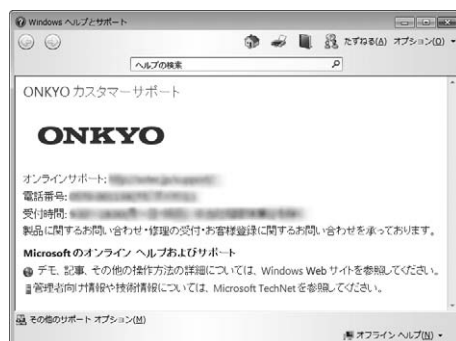 Windows ヘルプとサポート
たずねる(A) オプション(O)
ヘルプの検索
ONKYO カスタマーサポート
ONKYO
オンラインサポート:
電話番号:
受付時間:
製品に関するお問い合わせ・修理の受付・お客様登録に関するお問い合わせを承っております。
Microsoft のオンライン ヘルプおよびサポート
デモ、記事、その他の操作方法の詳細については、Windows Web サイトを参照してください。
管理者向け情報や技術情報については、Microsoft TechNet を参照してください。
その他のサポート オプション(M)
オフライン ヘルプ(N)